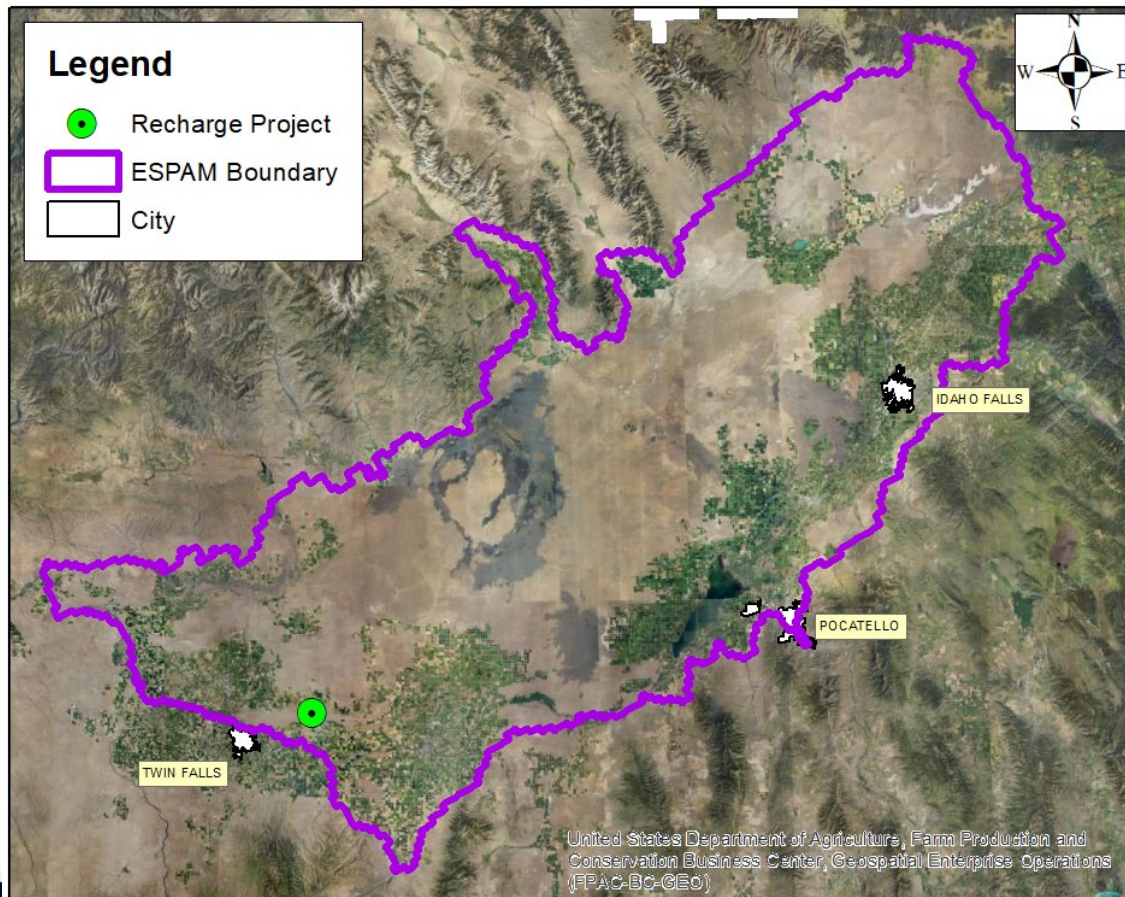 Legend
Recharge Project
ESPAM Boundary
City
N
W
E
S
IDAHO FALLS
POCATELLO
TWIN FALLS
United States Department of Agriculture, Farm Production and
Conservation Business Center, Geospatial Enterprise Operations
(FPAC-BC-GEO)